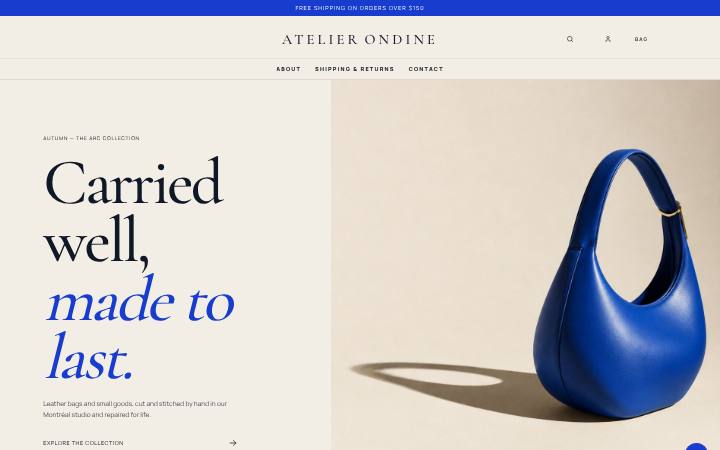 FREE SHIPPING ON ORDERS OVER $150
ATELIER ONDINE
BAG
ABOUT SHIPPING & RETURNS CONTACT
AUTUMN — THE ARC COLLECTION
Carried
well,
made to
last.
Leather bags and small goods, cut and stitched by hand in our
Montréal studio and repaired for life.
EXPLORE THE COLLECTION